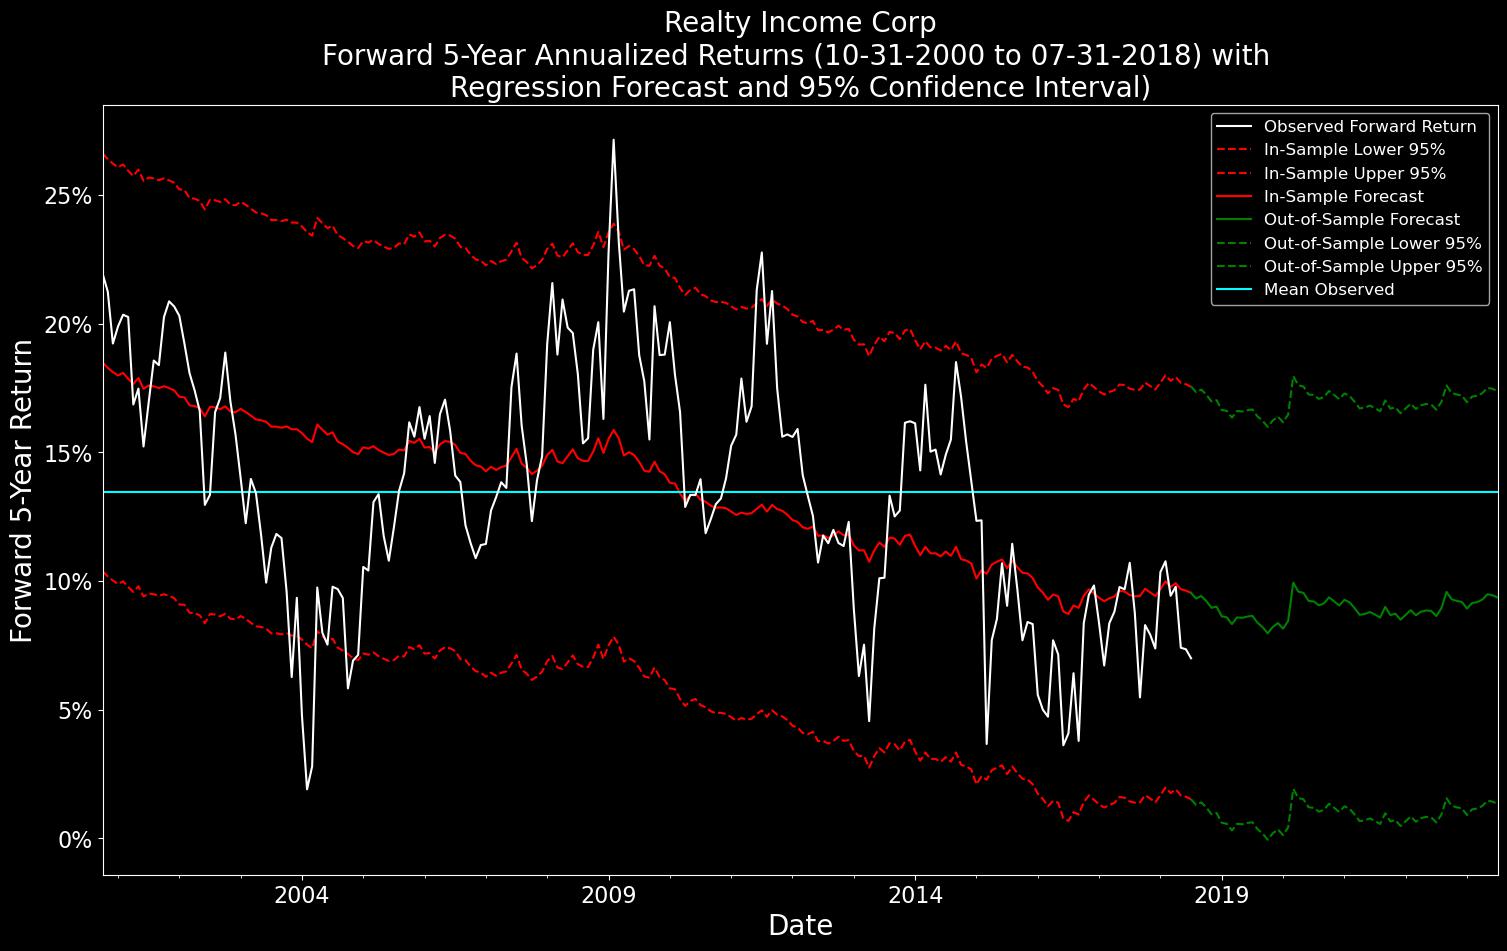 Realty Income Corp
Forward 5-Year Annualized Returns (10-31-2000 to 07-31-2018) with
Regression Forecast and 95% Confidence Interval)
Observed Forward Return
In-Sample Lower 95%
In-Sample Upper 95%
In-Sample Forecast
Out-of-Sample Forecast
Out-of-Sample Lower 95%
Out-of-Sample Upper 95%
Mean Observed
Forward 5-Year Return
25%
20%
15%
10%
5%
0%
2004
2009
2014
2019
Date